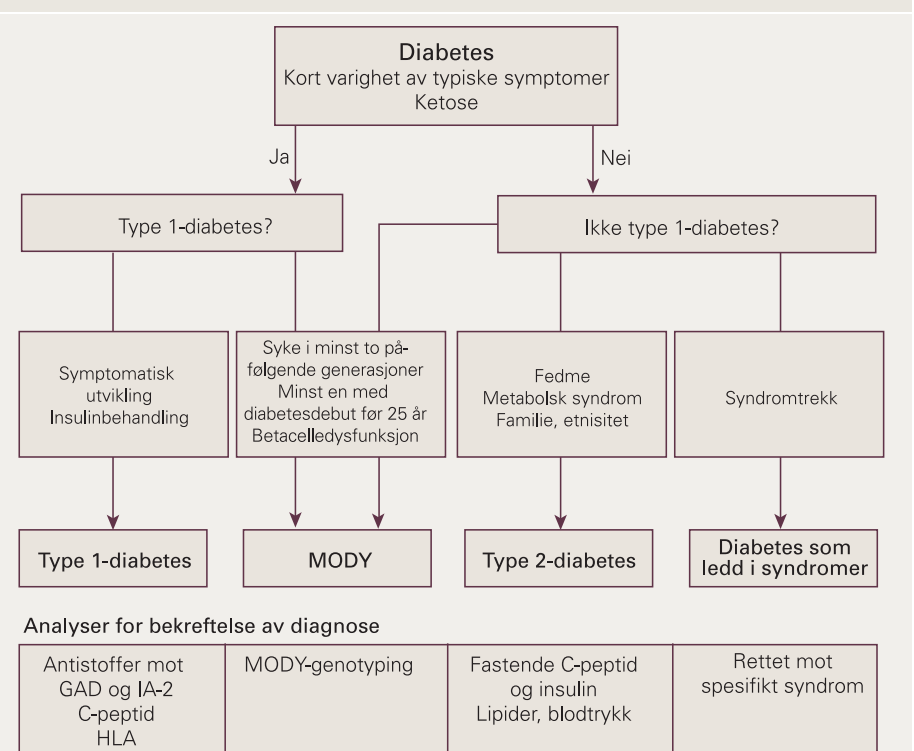 Diabetes
Kort varighet av typiske symptomer
Ketose
Ja
Nei
Type 1-diabetes?
Ikke type 1-diabetes?
Symptomatisk
utvikling
Insulinbehandling
Syke i minst to på-
følgende generasjoner
Minst en med
diabetesdebut før 25 år
Betacelledysfunksjon
Fedme
Metabolsk syndrom
Familie, etnisitet
Syndromtrekk
Type 1-diabetes
MODY
Type 2-diabetes
Diabetes som
ledd i syndromer
Analyser for bekreftelse av diagnose
Antistoffer mot
GAD og IA-2
C-peptid
HLA
MODY-genotyping
Fastende C-peptid
og insulin
Lipider, blodtrykk
Rettet mot
spesifikt syndrom